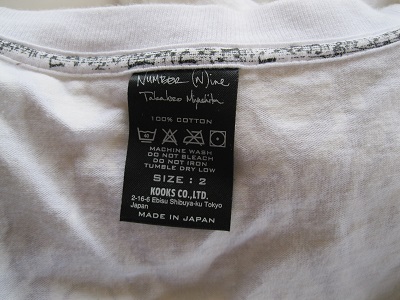 NUMBER (N)ine
Takahiro Miyashita
100% COTTON
MACHINE WASH
DO NOT BLEACH
DO NOT IRON
TUMBLE DRY LOW
SIZE : 2
KOOKS CO.,LTD.
2-16-6 Ebisu Shibuya-ku Tokyo
Japan
MADE IN JAPAN